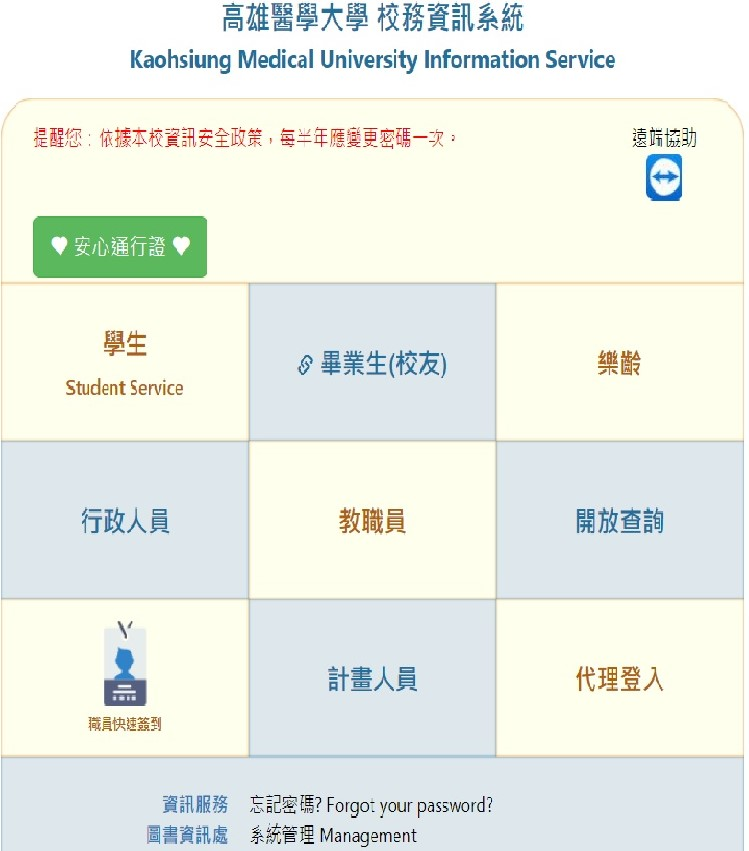 高雄醫學大學 校務資訊系統
Kaohsiung Medical University Information Service
提醒您：依據本校資訊安全政策，每半年應變更密碼一次。
遠端協助
♥ 安心通行證 ♥
學生
Student Service
畢業生(校友)
樂齡
行政人員
教職員
開放查詢
職員快速簽到
計畫人員
代理登入
資訊服務 忘記密碼? Forgot your password?
圖書資訊處 系統管理 Management